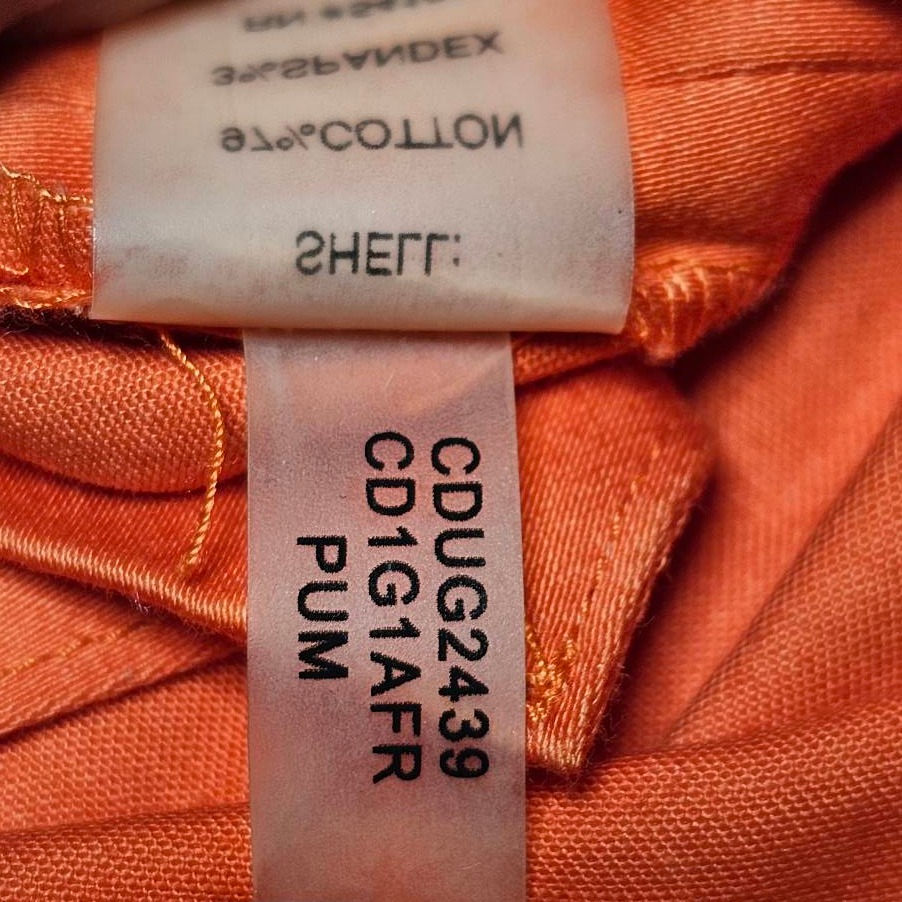 SHELL:
97%COTTON
3%SPANDEX
CDUG2439
CD1G1AFR
PUM